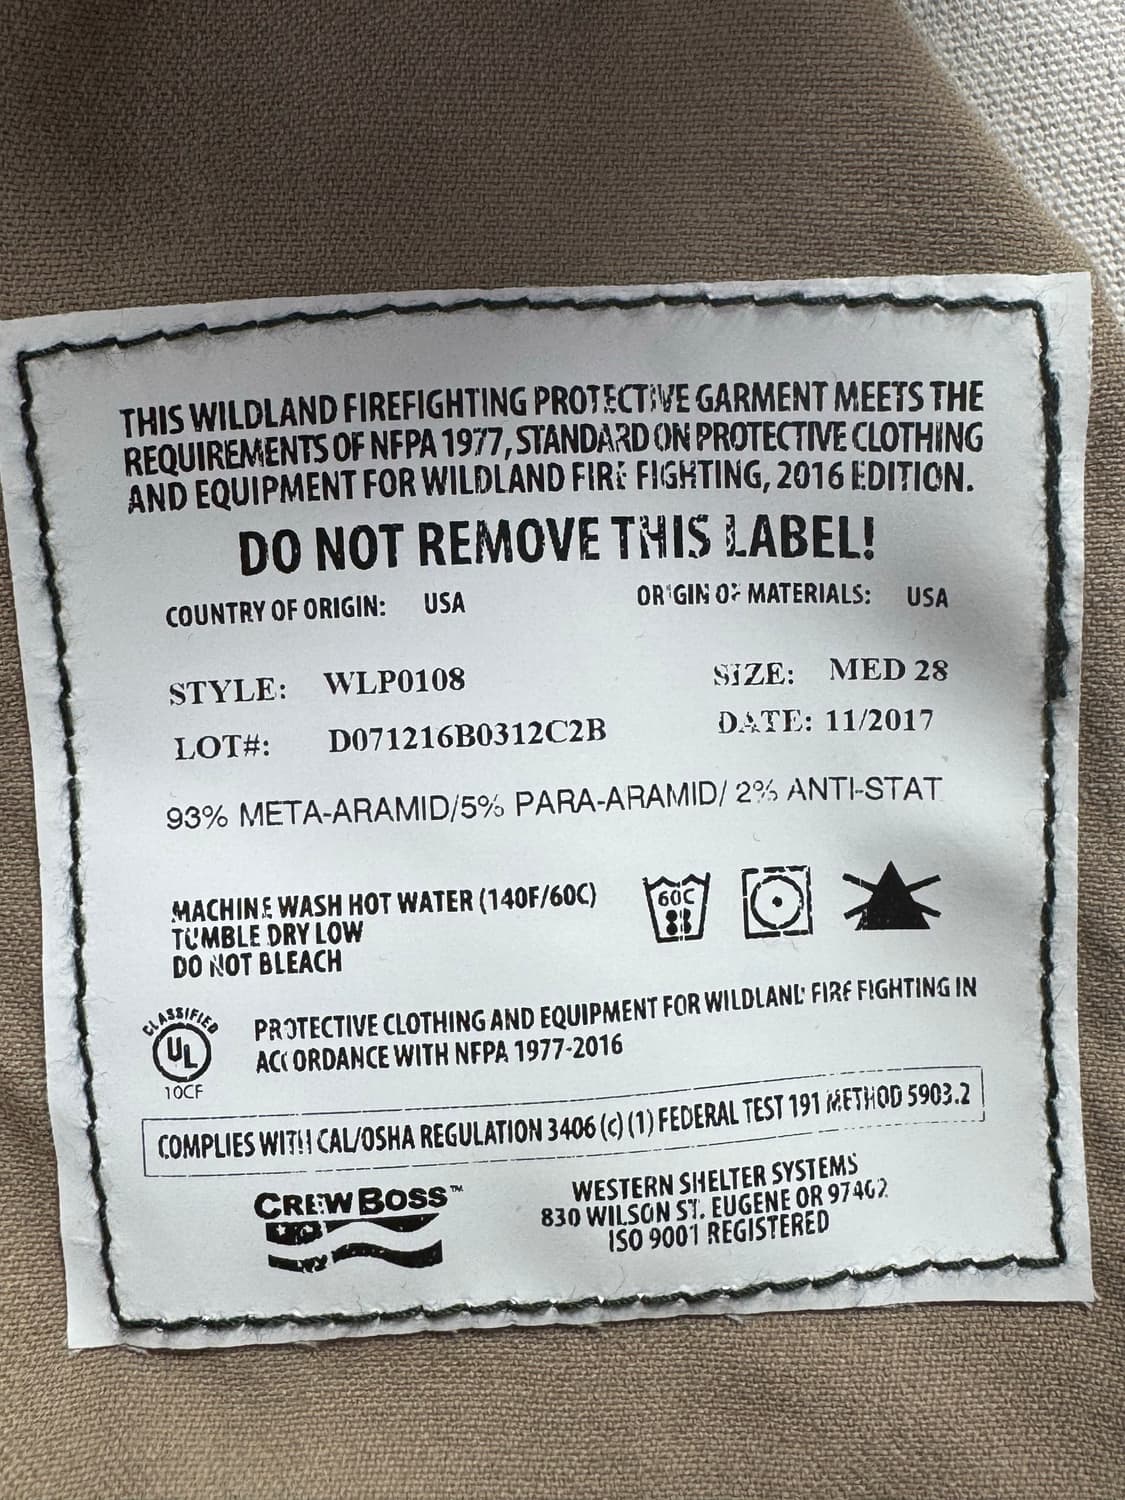 THIS WILDLAND FIREFIGHTING PROTECTIVE GARMENT MEETS THE
REQUIREMENTS OF NFPA 1977, STANDARD ON PROTECTIVE CLOTHING
AND EQUIPMENT FOR WILDLAND FIRE FIGHTING, 2016 EDITION.
DO NOT REMOVE THIS LABEL!
COUNTRY OF ORIGIN: USA ORIGIN OF MATERIALS: USA
STYLE: WLP0108 SIZE: MED 28
LOT#: D071216B0312C2B DATE: 11/2017
93% META-ARAMID/5% PARA-ARAMID/ 2% ANTI-STAT
MACHINE WASH HOT WATER (140F/60C) 60C
TUMBLE DRY LOW
DO NOT BLEACH
CLASSIFIED
UL
10CF
PROTECTIVE CLOTHING AND EQUIPMENT FOR WILDLAND FIRE FIGHTING IN
ACCORDANCE WITH NFPA 1977-2016
COMPLIES WITH CAL/OSHA REGULATION 3406 (c) (1) FEDERAL TEST 191 METHOD 5903.2
CREWBOSS™
WESTERN SHELTER SYSTEMS
830 WILSON ST. EUGENE OR 97402
ISO 9001 REGISTERED